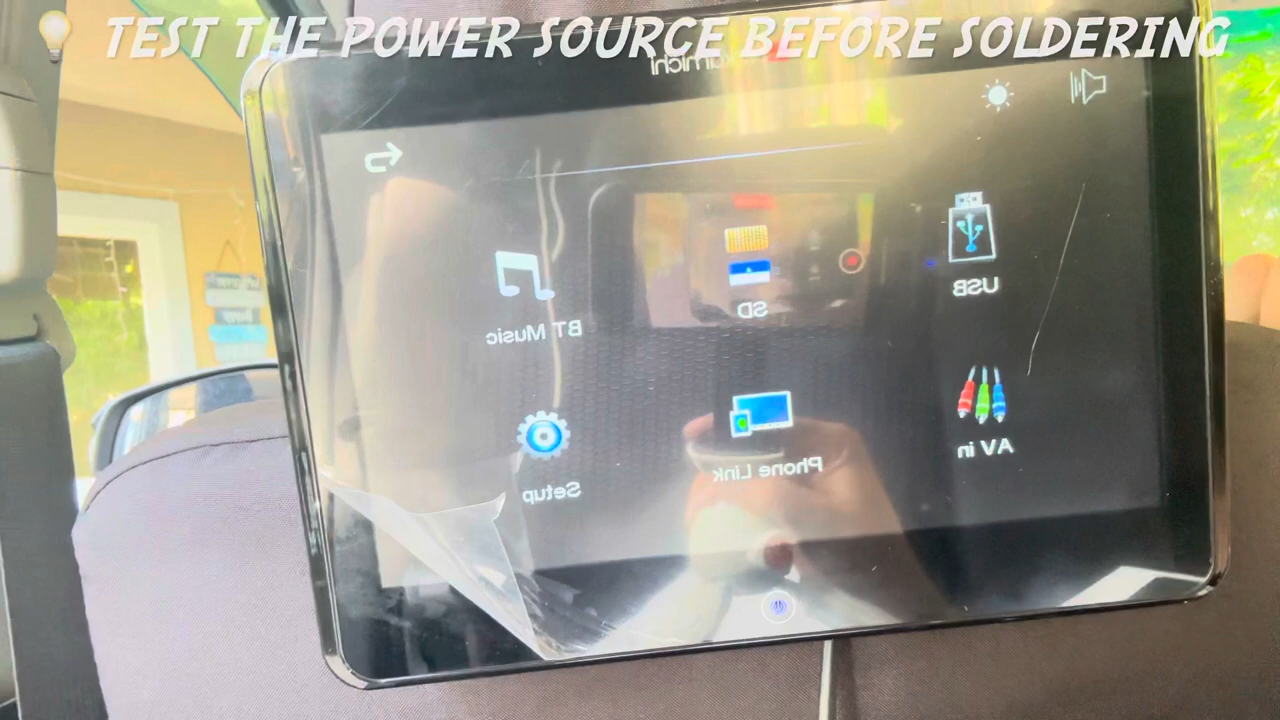 TEST THE POWER SOURCE BEFORE SOLDERING
USB
SD
BT Music
AV in
Phone Link
Setup